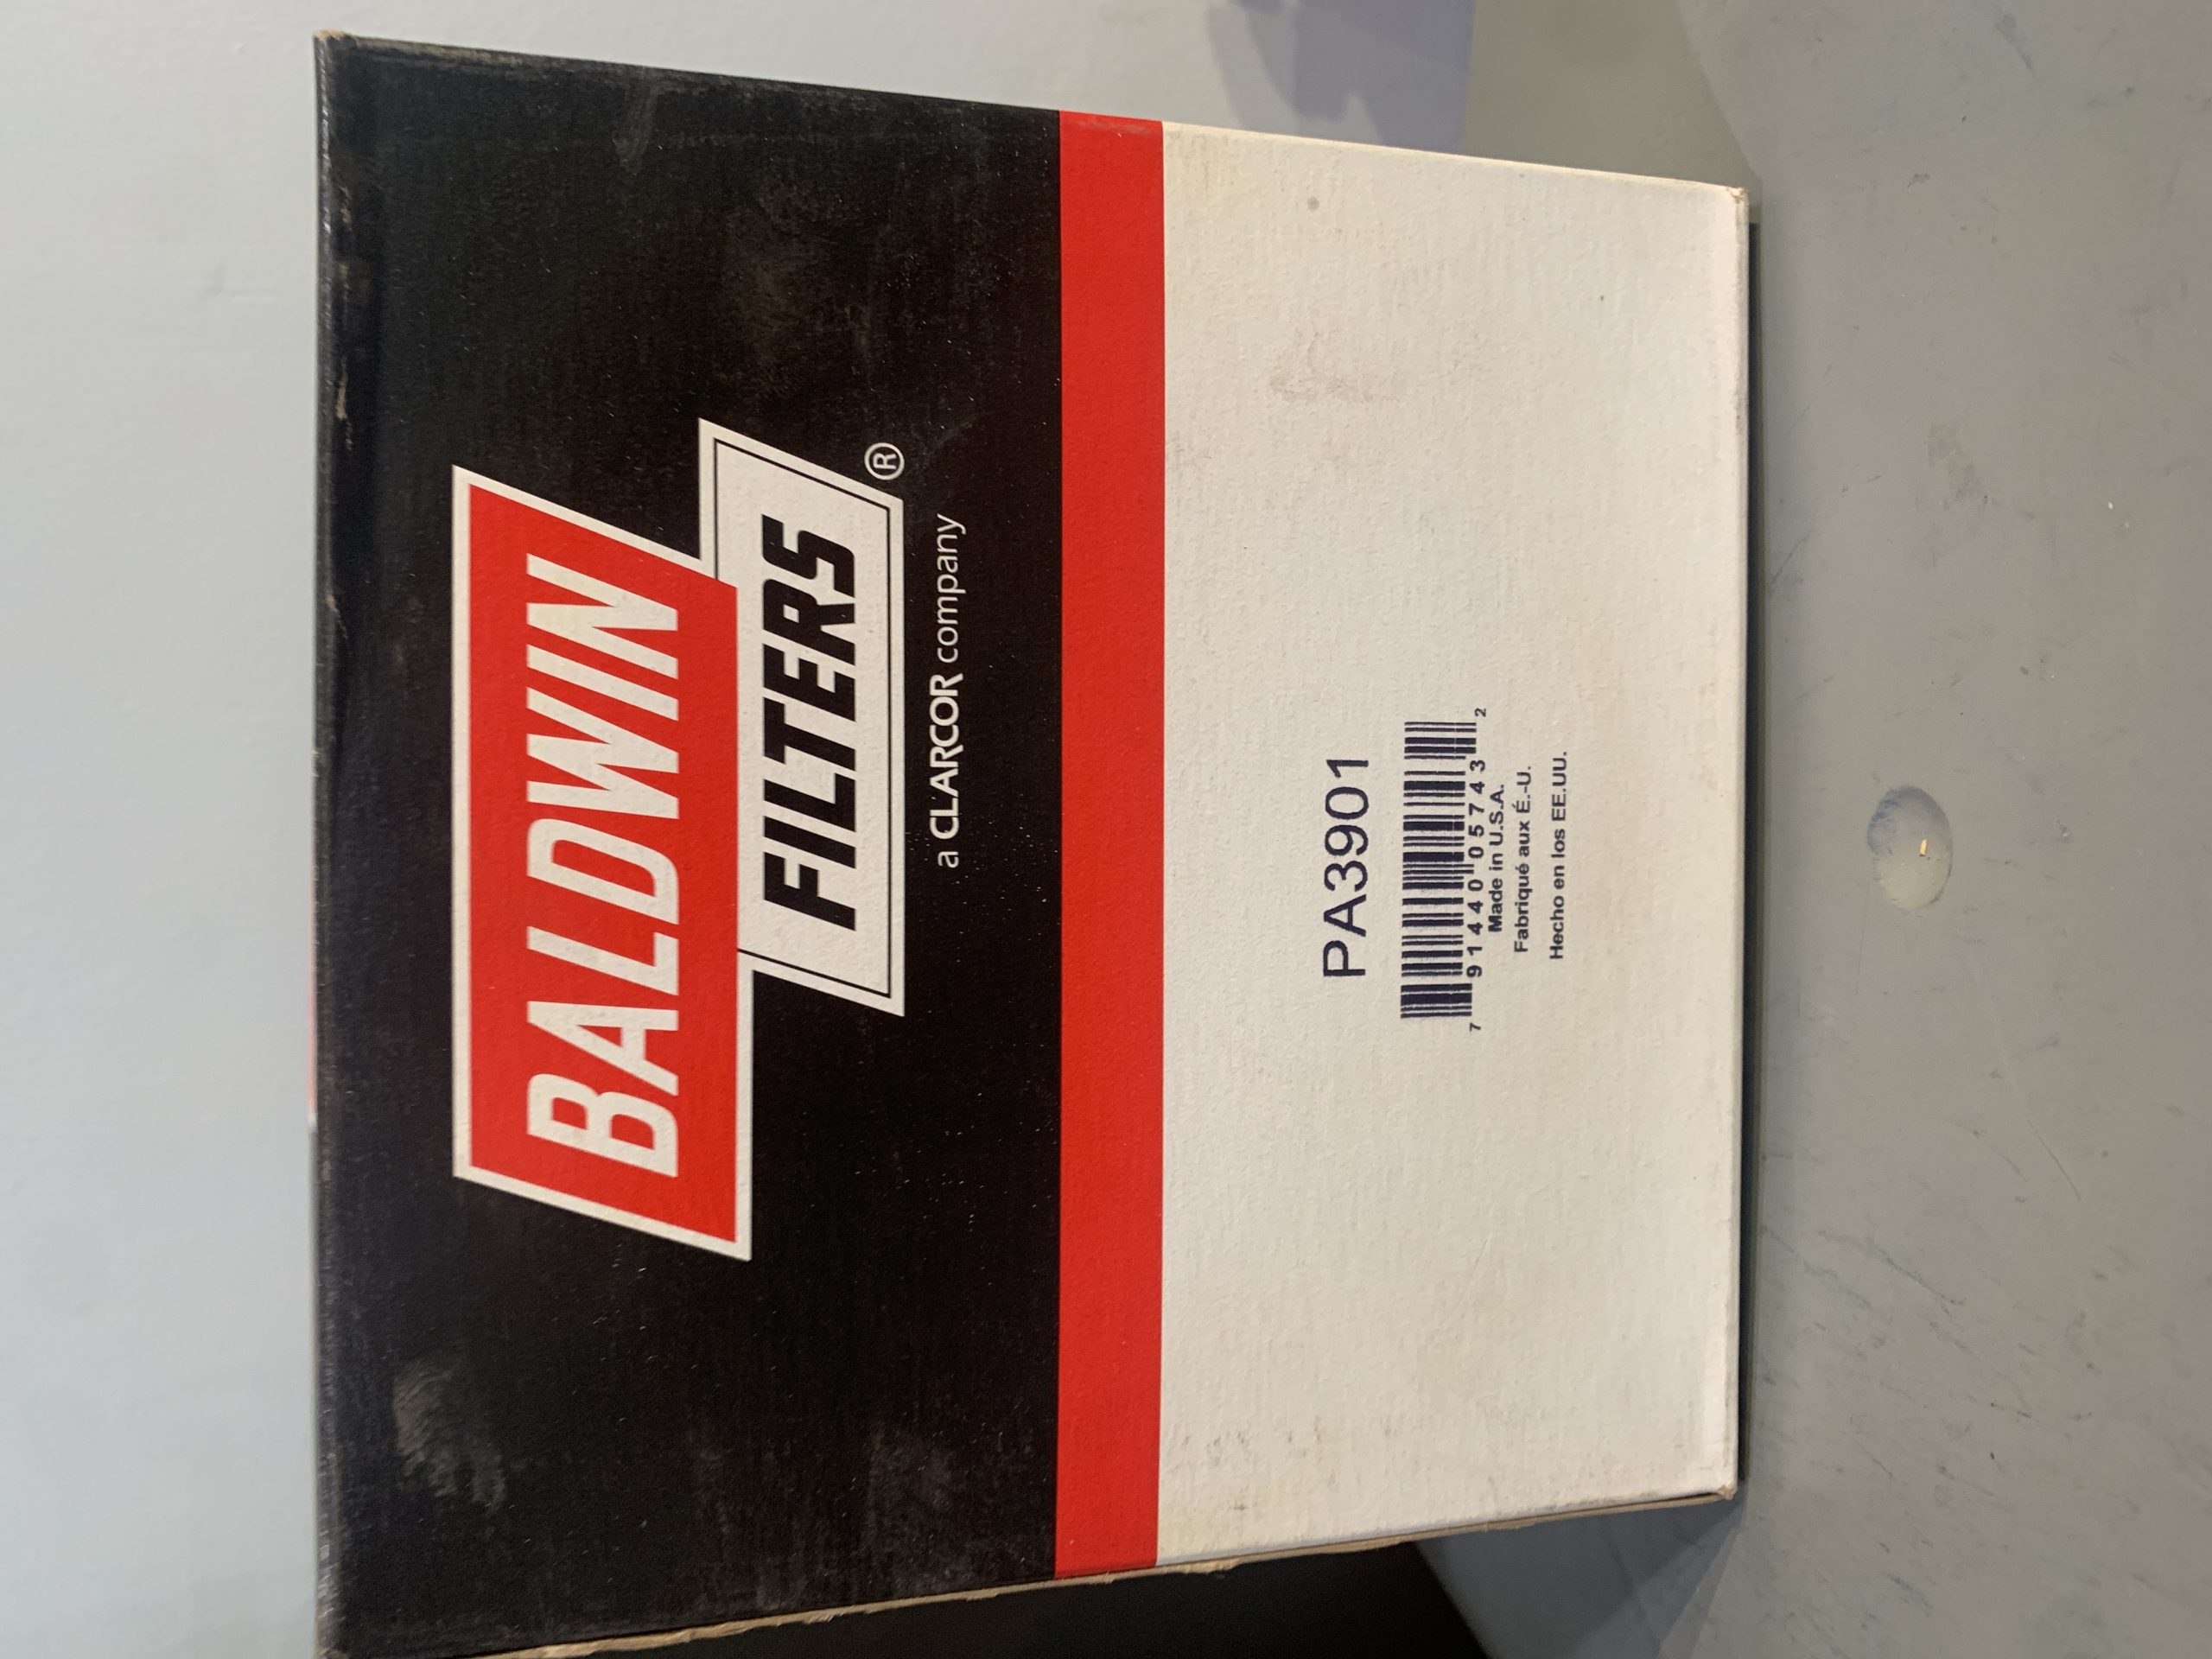 BALDWIN
FILTERS®
a CLARCOR company
PA3901
7 91440 05743 2
Made in U.S.A.
Fabriqué aux É.-U.
Hecho en los EE.UU.